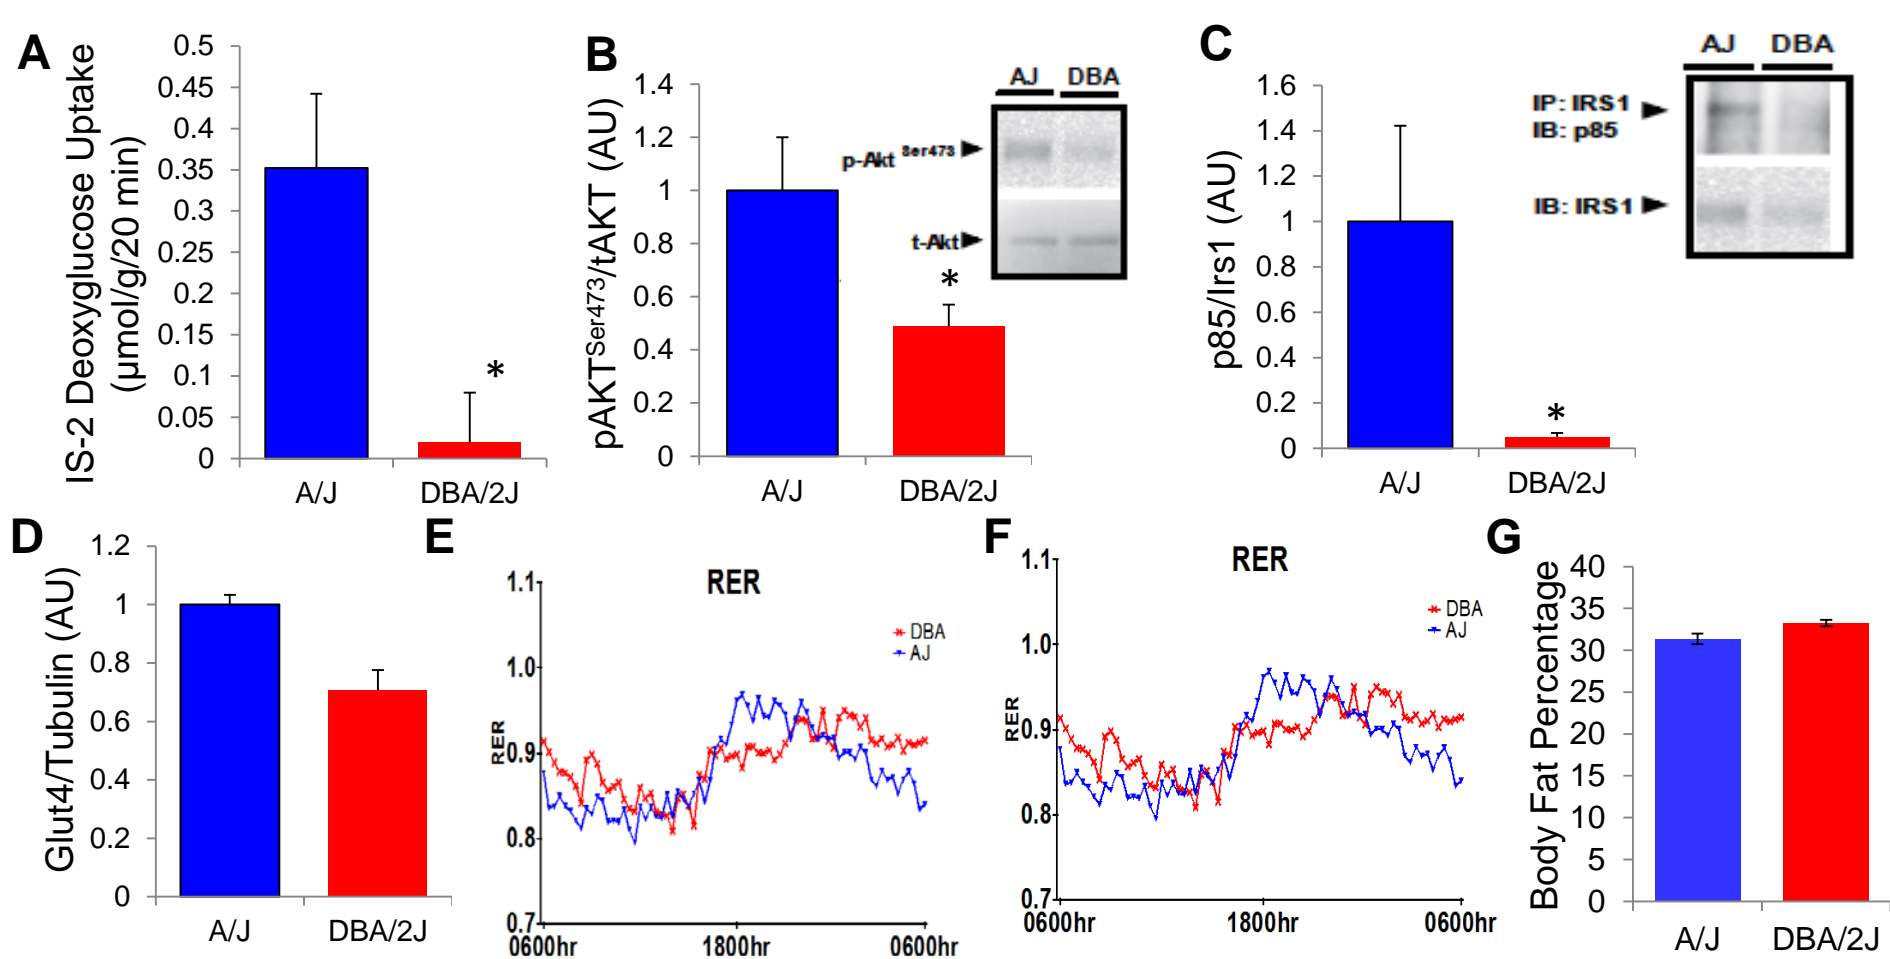 A
IS-2 Deoxyglucose Uptake
(µmol/g/20 min)
0.5
0.45
0.4
0.35
0.3
0.25
0.2
0.15
0.1
0.05
0
*
A/J
DBA/2J
B
pAKTSer473/tAKT (AU)
1.4
1.2
1
0.8
0.6
0.4
0.2
0
*
A/J
DBA/2J
AJ
DBA
p-Akt Ser473
t-Akt
C
p85/Irs1 (AU)
1.6
1.4
1.2
1
0.8
0.6
0.4
0.2
0
*
A/J
DBA/2J
AJ
DBA
IP: IRS1
IB: p85
IB: IRS1
D
Glut4/Tubulin (AU)
1.2
1
0.8
0.6
0.4
0.2
0
A/J
DBA/2J
E
RER
RER
1.1
1.0
0.9
0.8
0.7
DBA
AJ
0600hr
1800hr
0600hr
F
RER
RER
1.1
1.0
0.9
0.8
0.7
DBA
AJ
0600hr
1800hr
0600hr
G
Body Fat Percentage
40
35
30
25
20
15
10
5
0
A/J
DBA/2J